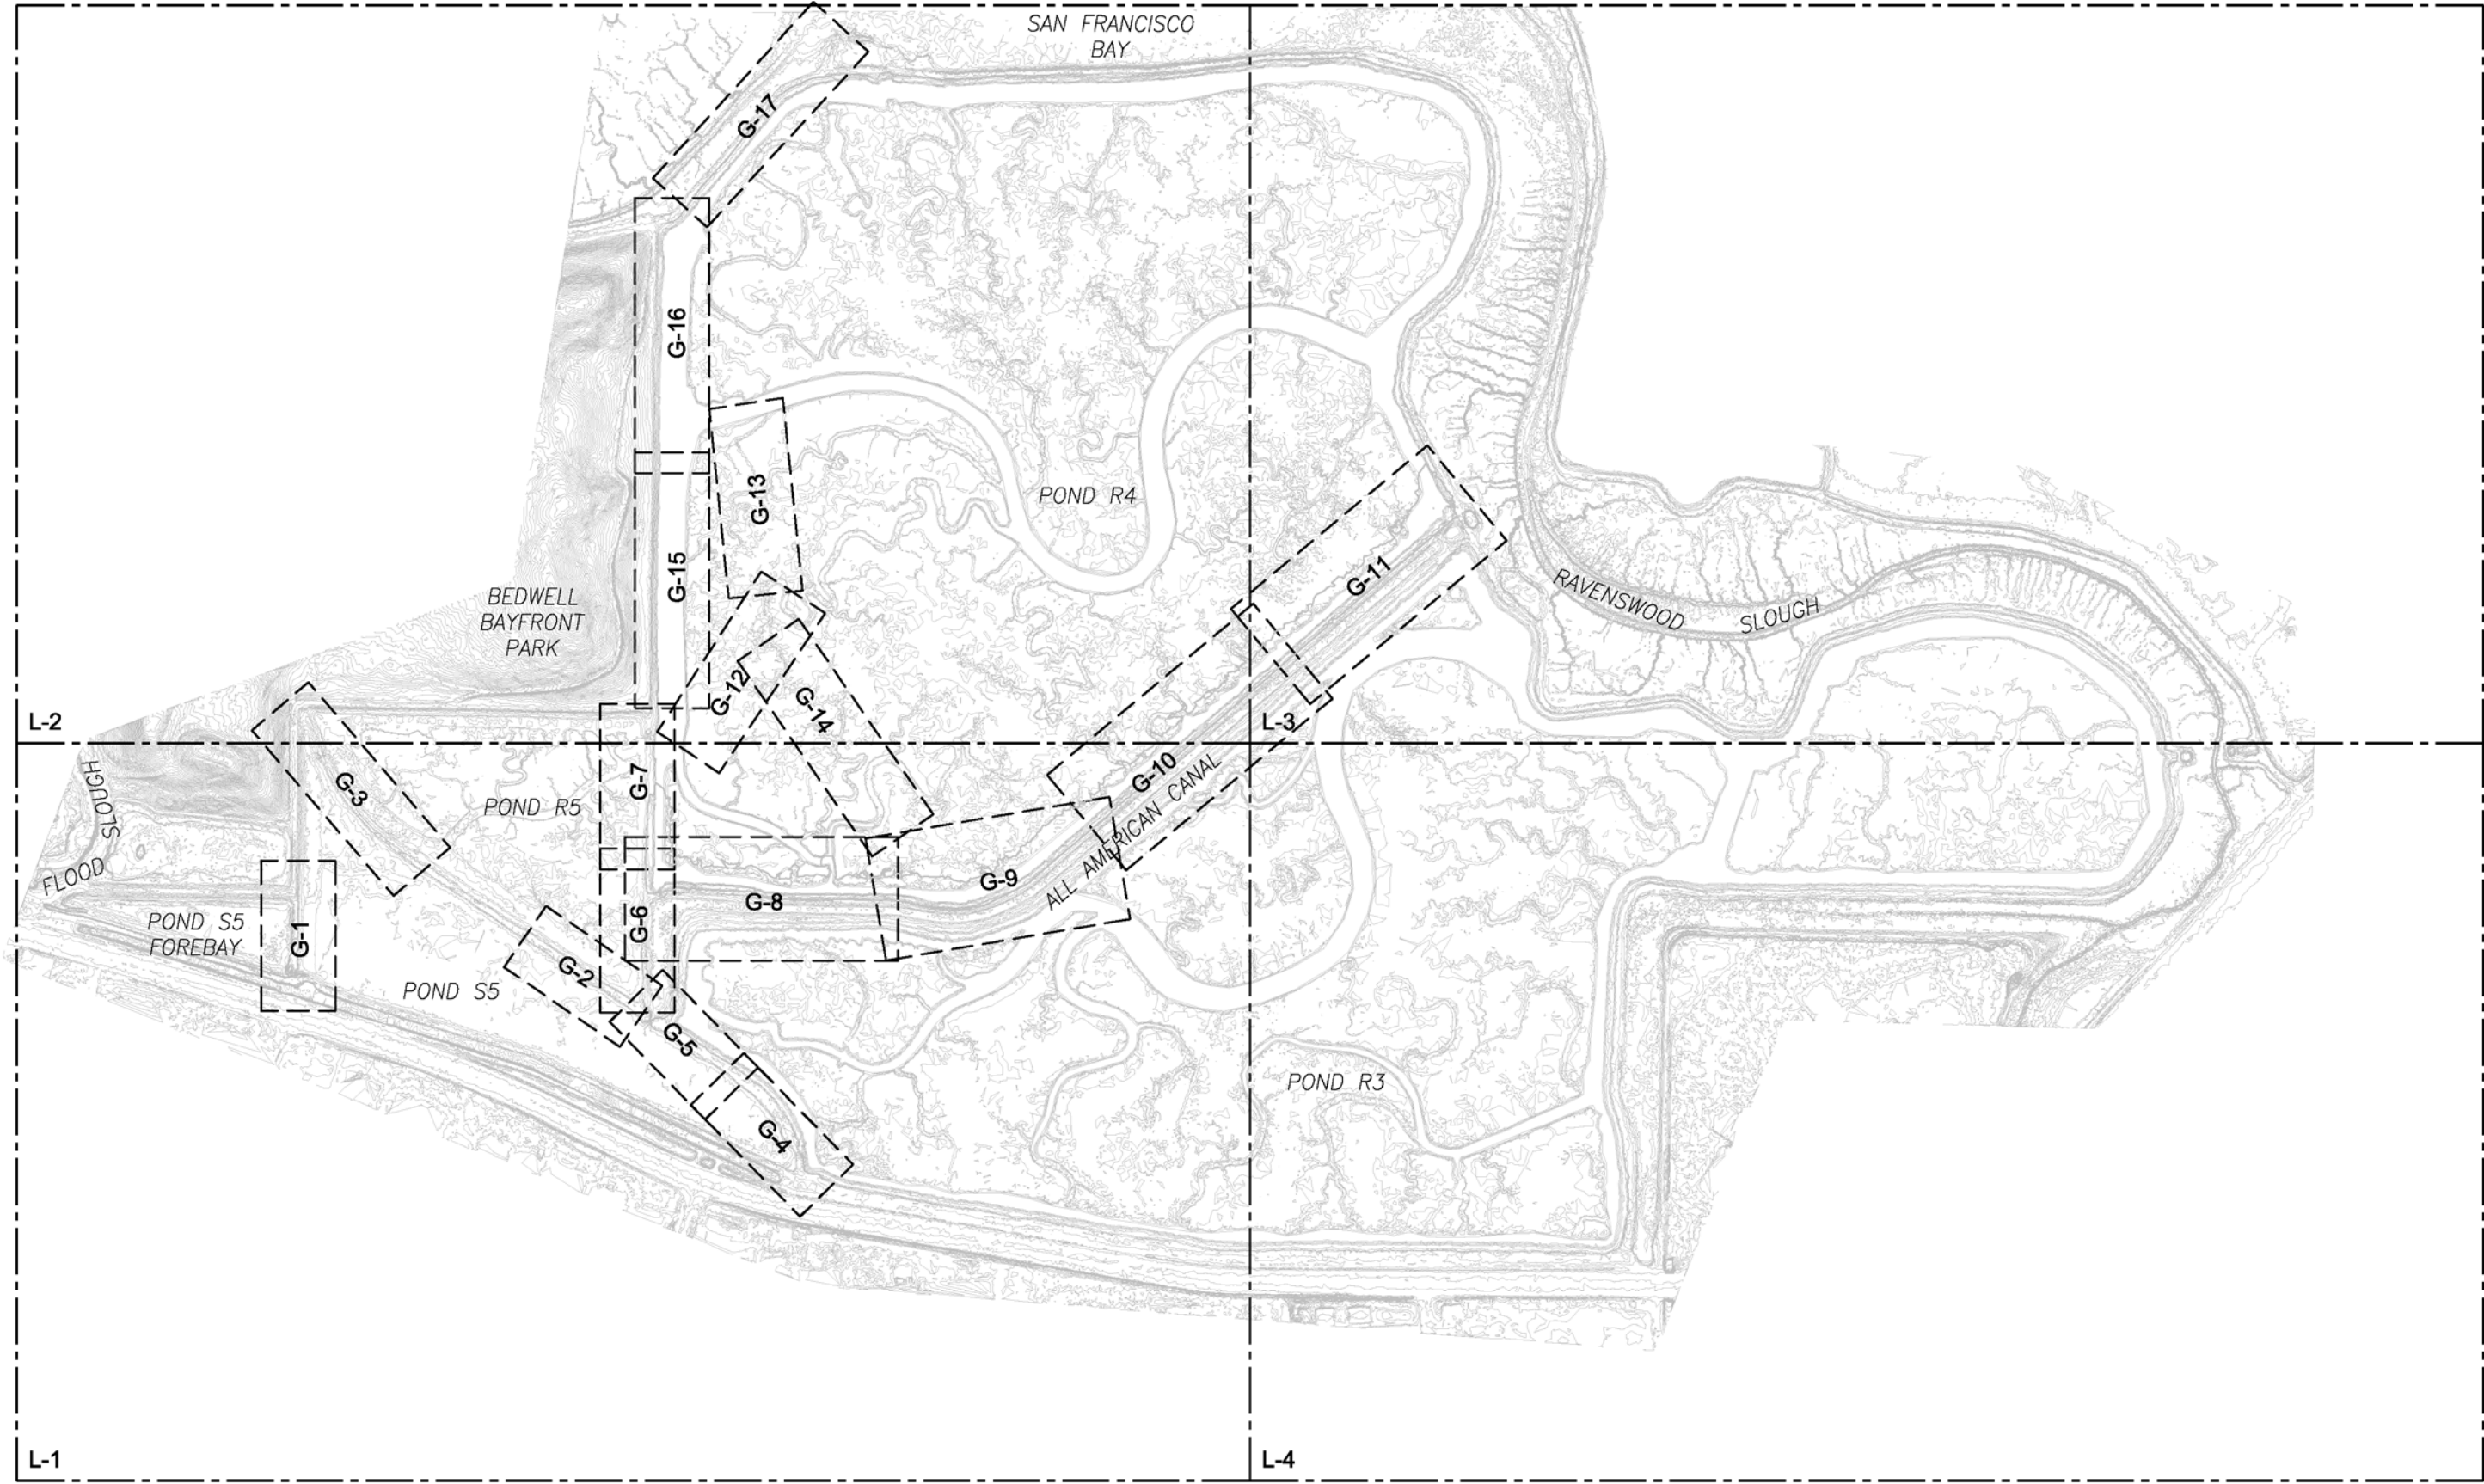 SAN FRANCISCO
BAY
G-17
G-16
G-13
POND R4
G-15
G-11
BEDWELL
BAYFRONT
PARK
RAVENSWOOD SLOUGH
G-12
G-14
L-2
L-3
SLOUGH
FLOOD
G-3
POND R5
G-7
G-10
ALL AMERICAN CANAL
G-9
G-8
G-6
POND S5
FOREBAY
G-1
G-2
POND S5
G-5
POND R3
G-4
L-1
L-4